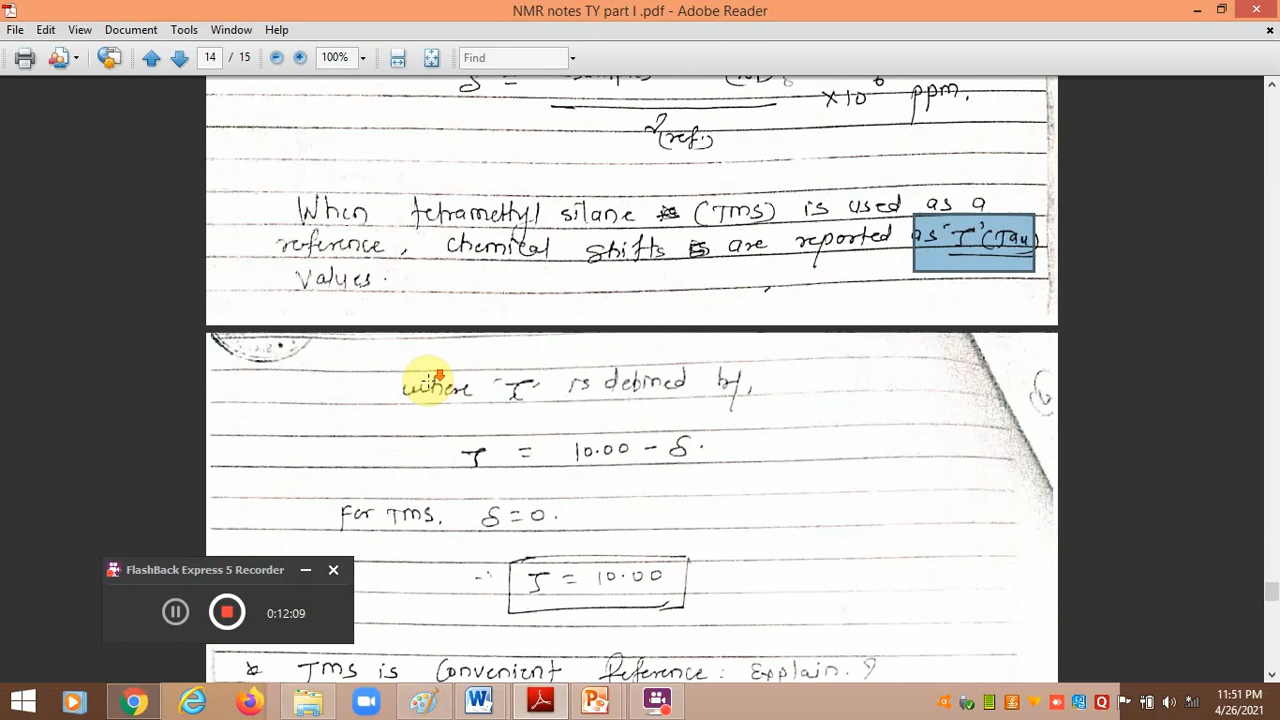 NMR notes TY part I .pdf - Adobe Reader
File Edit View Document Tools Window Help
14 / 15 100% Find
δ =
×10⁶ ppm.
(ref.)
When tetramethyl silane (TMS) is used as a
reference, chemical shifts are reported as 'τ' (Tau)
values.
where 'τ' is defined by,
τ = 10.00 - δ.
For TMS, δ = 0.
∴ τ = 10.00
FlashBack Express 5 Recorder
0:12:09
* TMS is Convenient Reference : Explain ?
11:51 PM
4/26/2021